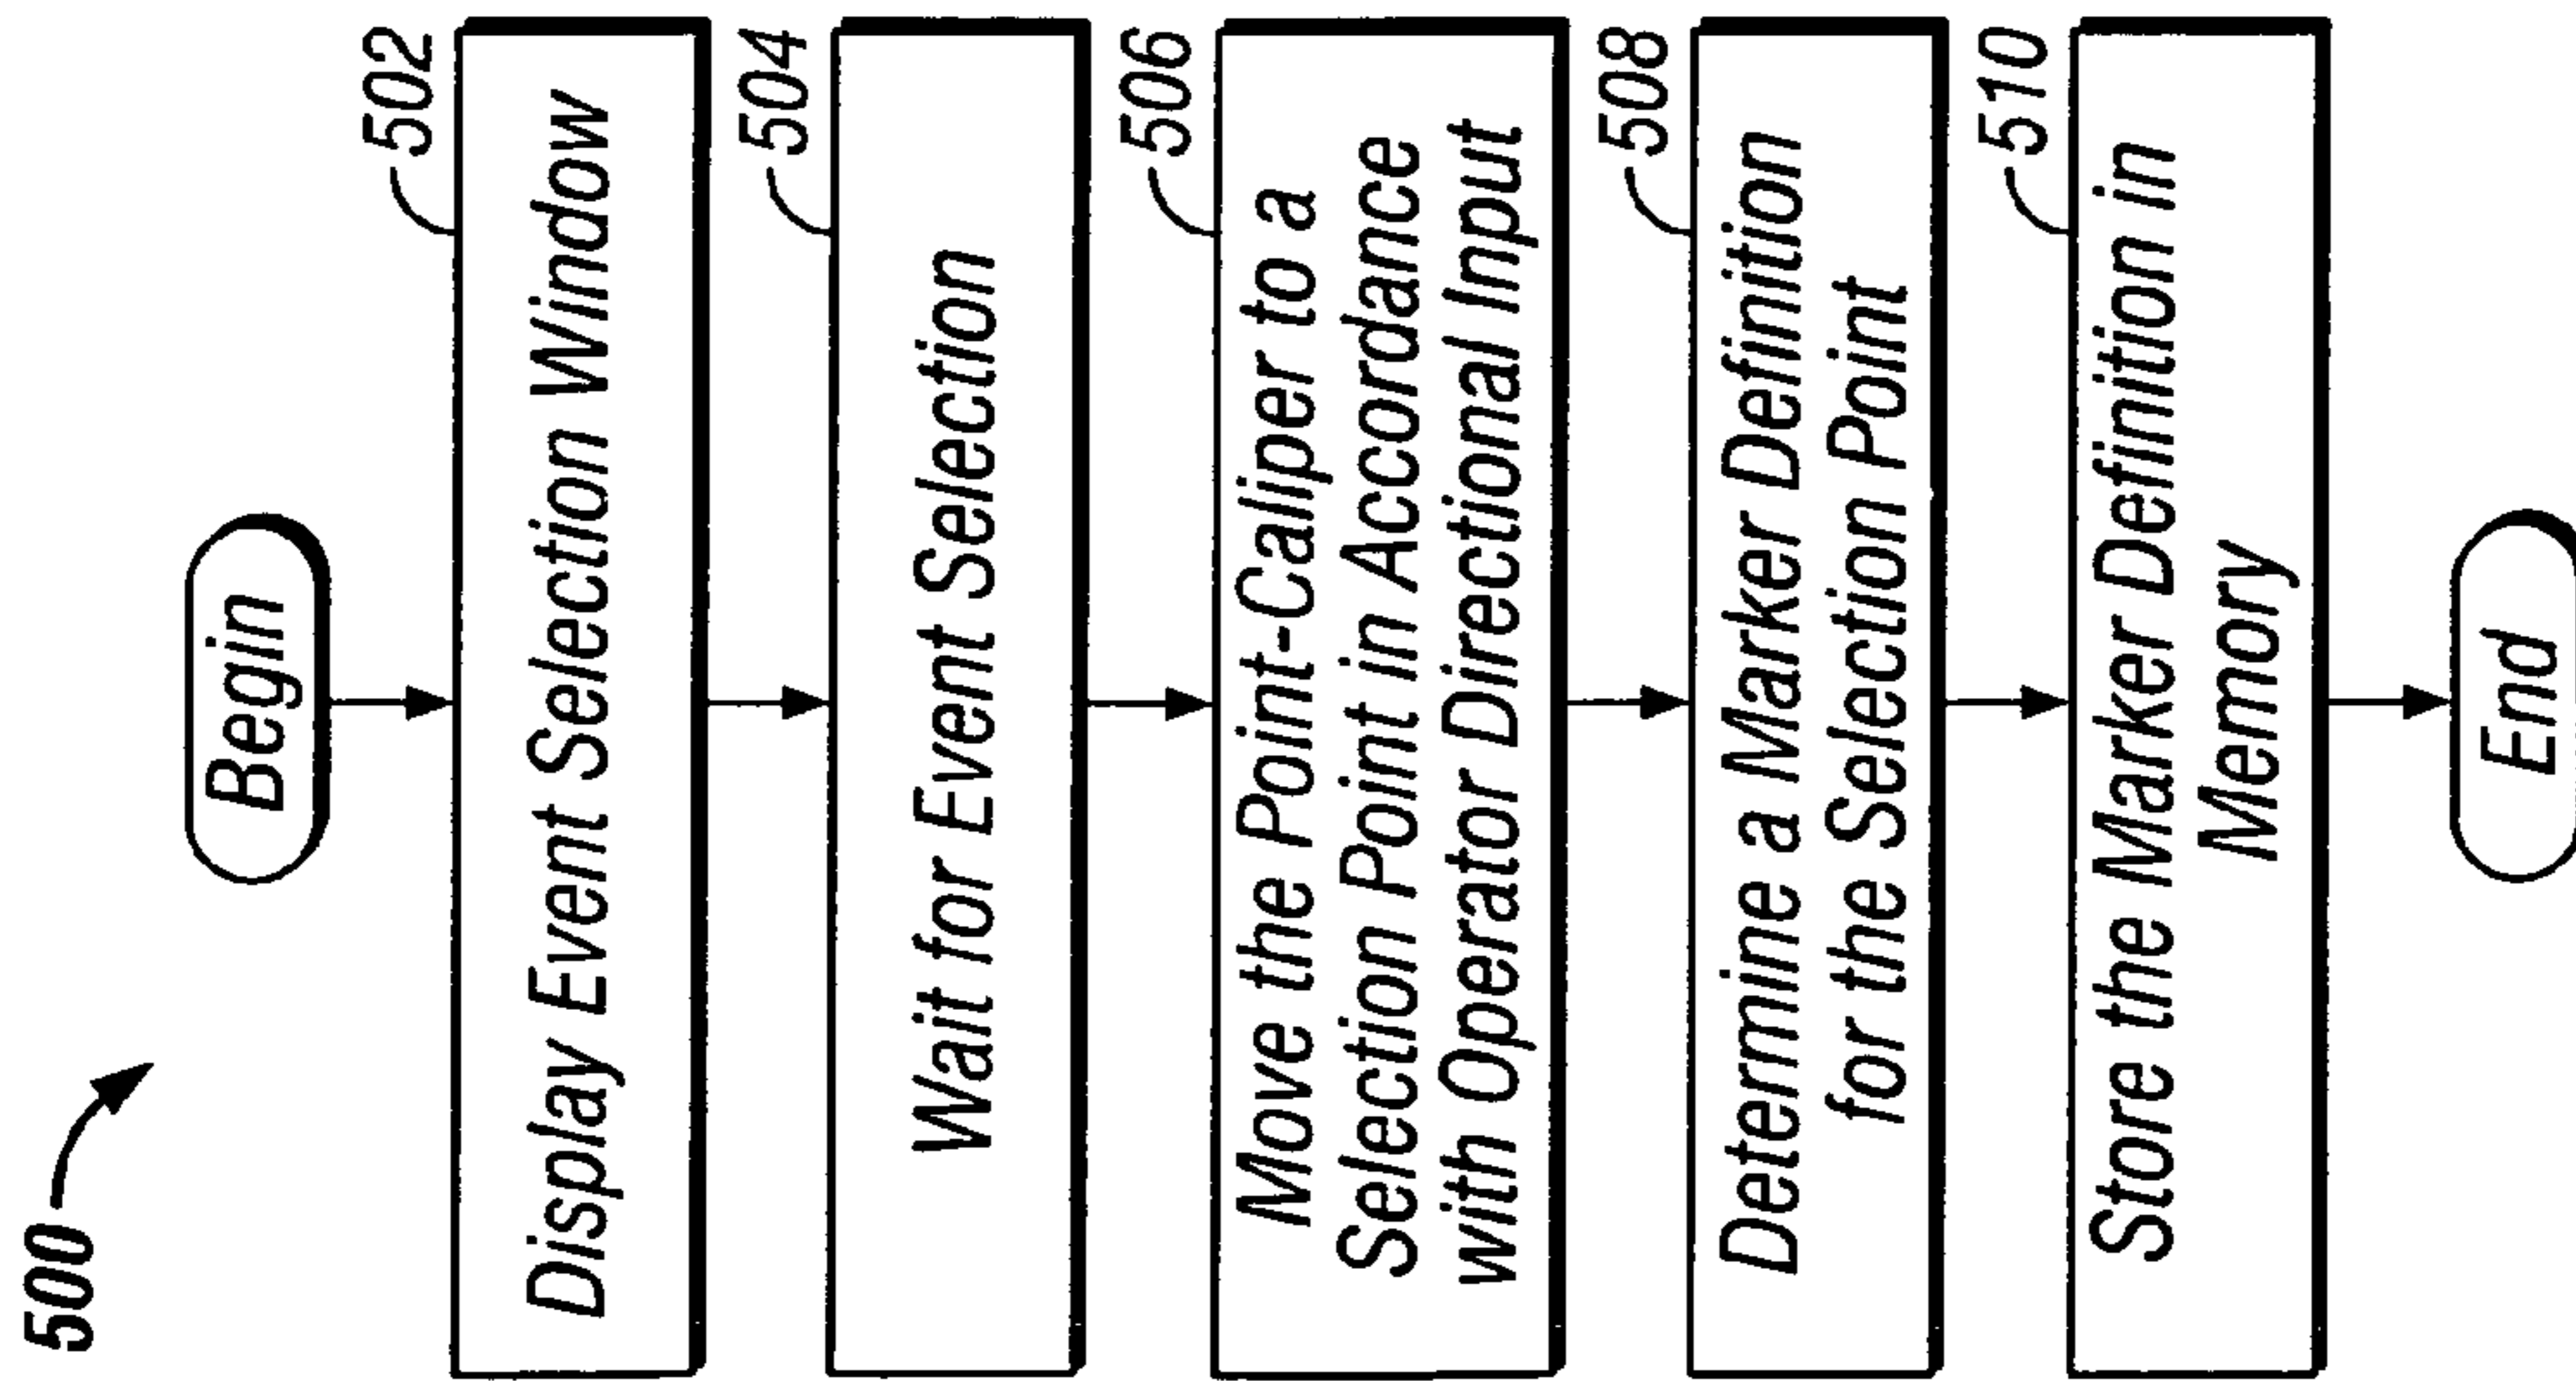 500
Begin
502
Display Event Selection Window
504
Wait for Event Selection
506
Move the Point-Caliper to a
Selection Point in Accordance
with Operator Directional Input
508
Determine a Marker Definition
for the Selection Point
510
Store the Marker Definition in
Memory
End